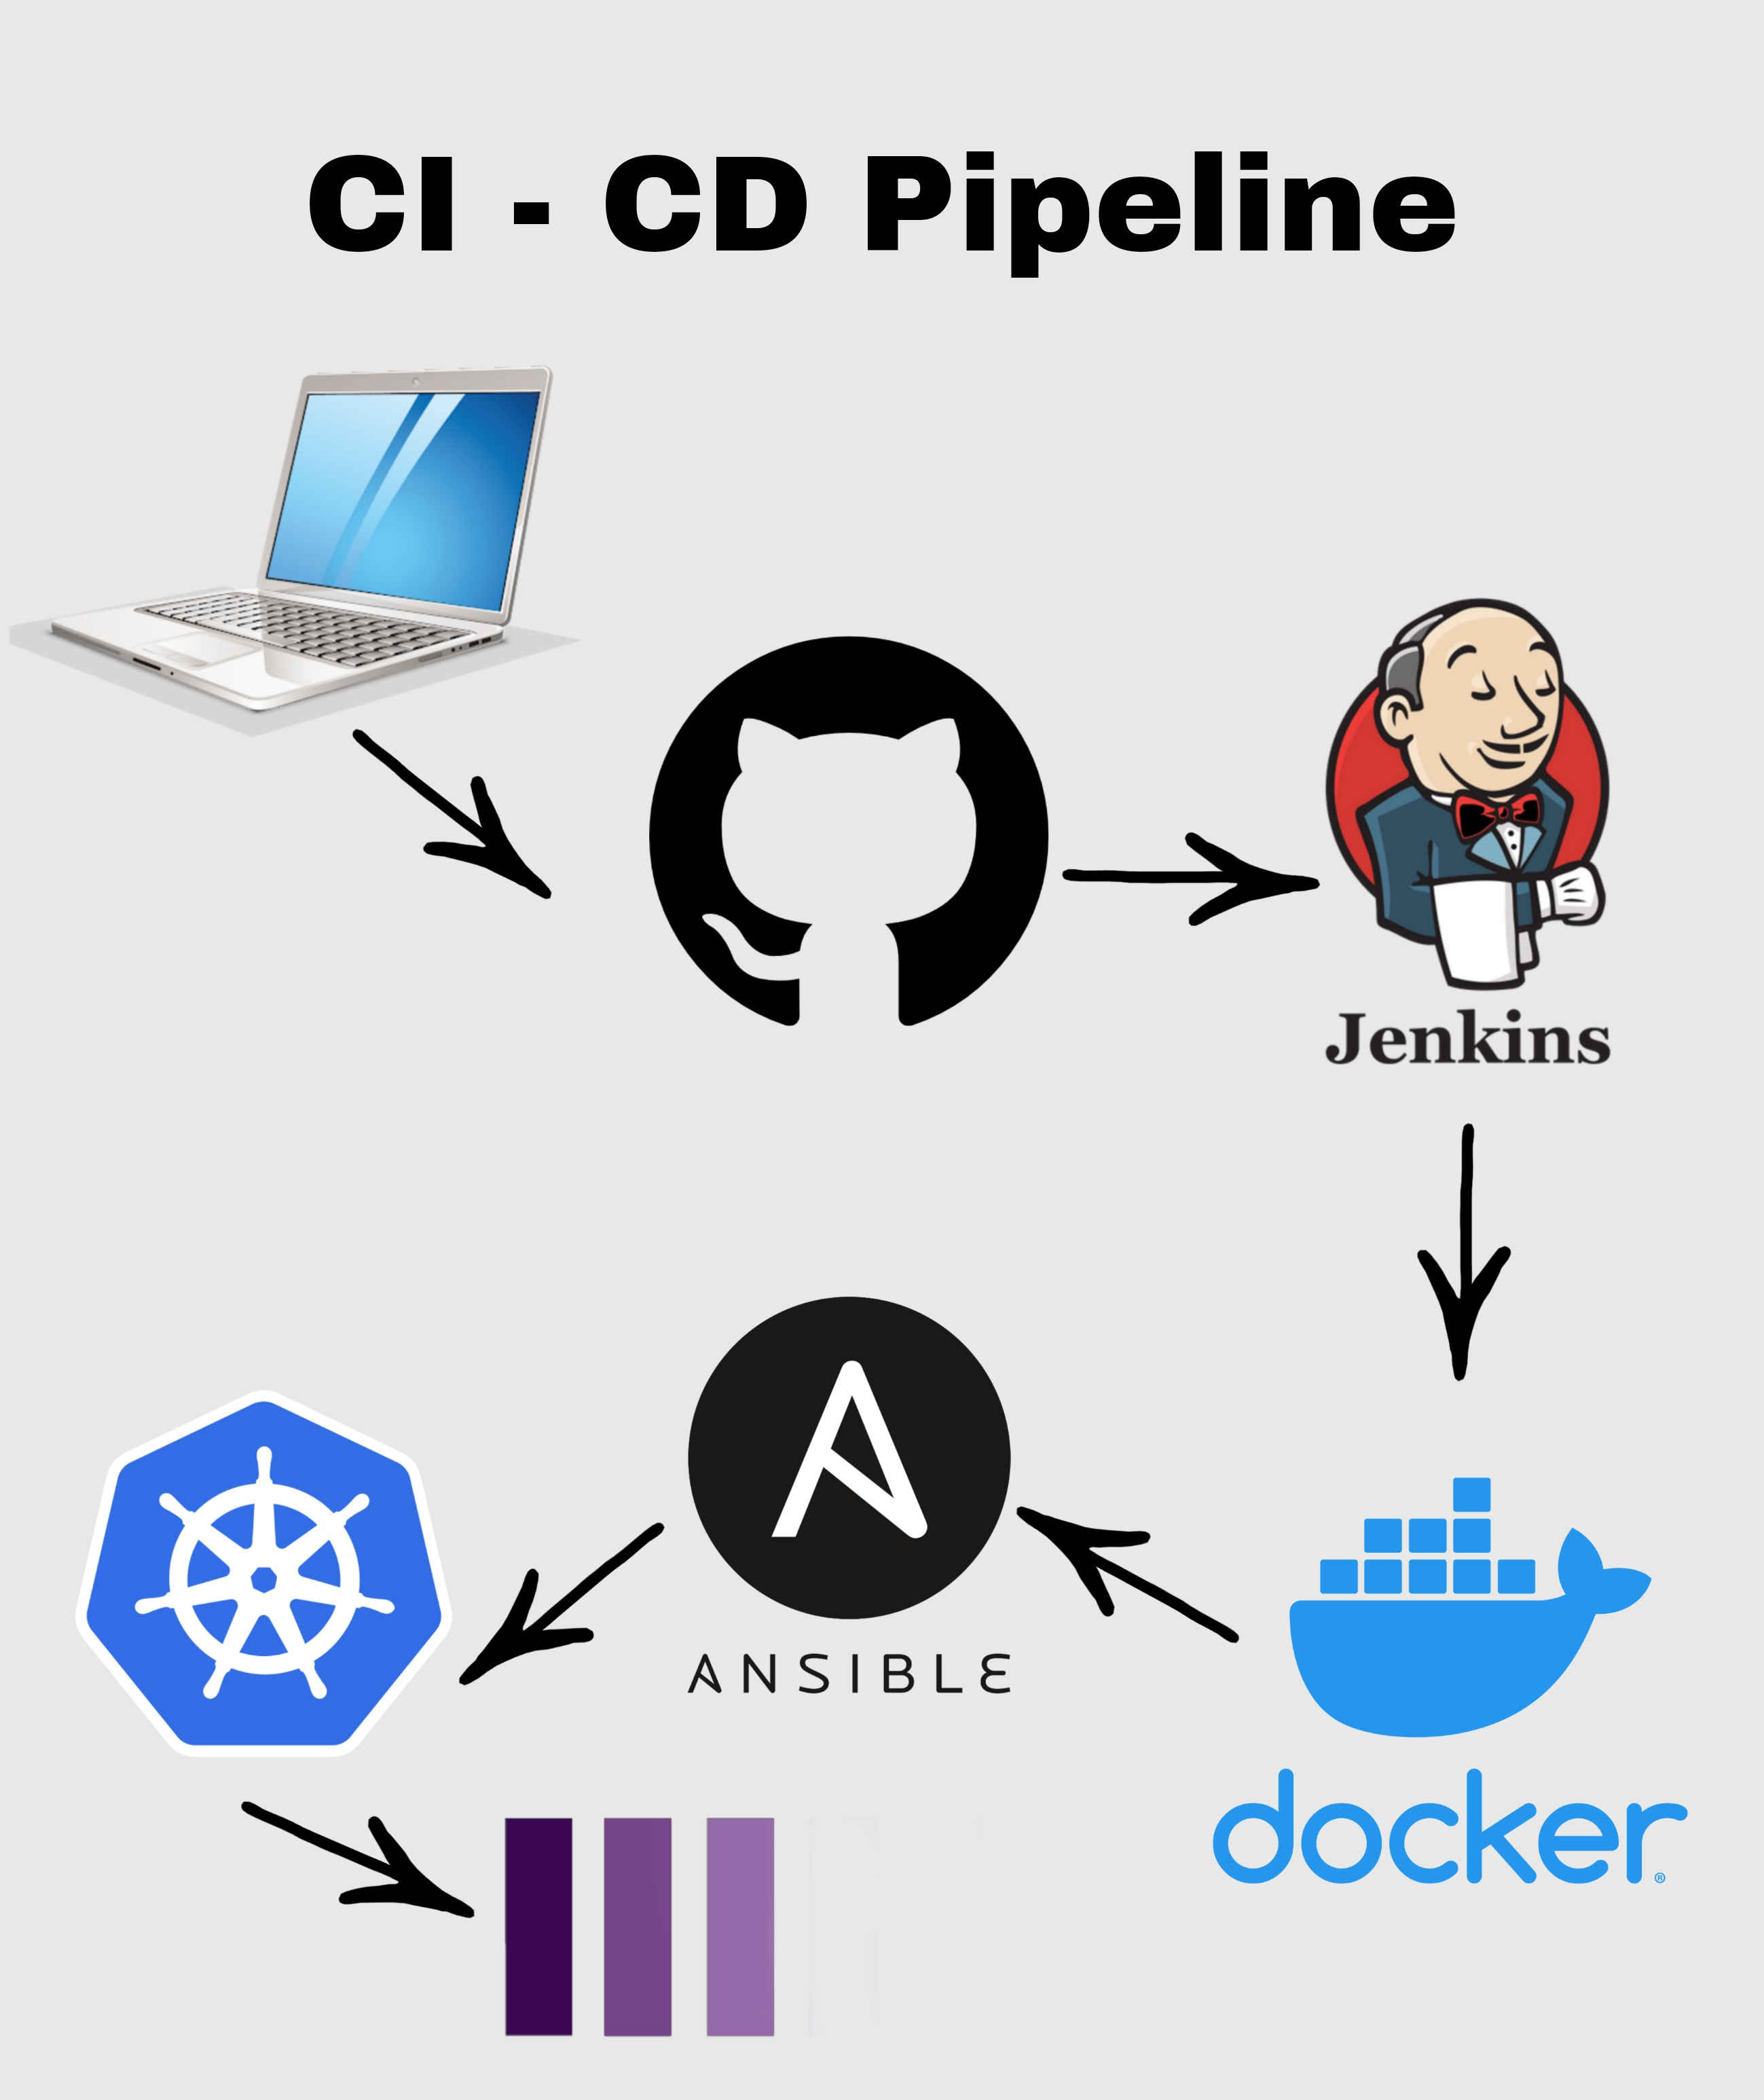 CI - CD Pipeline
Jenkins
ANSIBLE
docker®